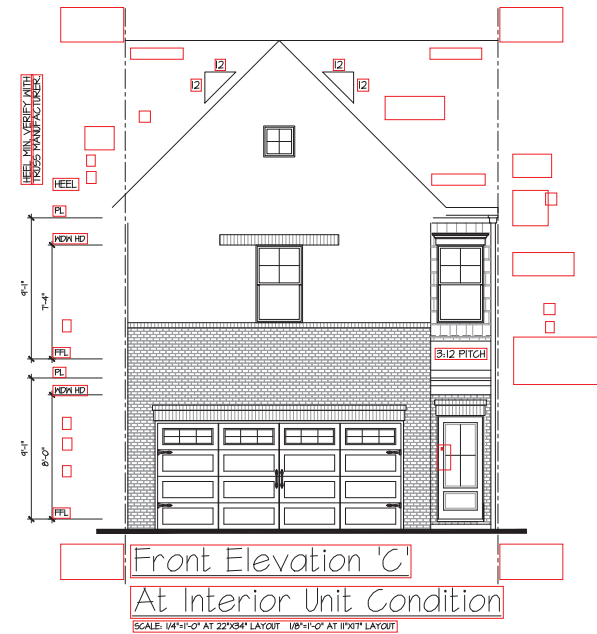 12
12
12
12
HEEL MIN. VERIFY WITH
TRUSS MANUFACTURER.
HEEL
PL
WDW HD
9'-1"
7'-4"
FFL
3:12 PITCH
PL
WDW HD
9'-1"
8'-0"
FFL
Front Elevation 'C'
At Interior Unit Condition
SCALE: 1/4"=1'-0" AT 22"X34" LAYOUT 1/8"=1'-0" AT 11"X17" LAYOUT